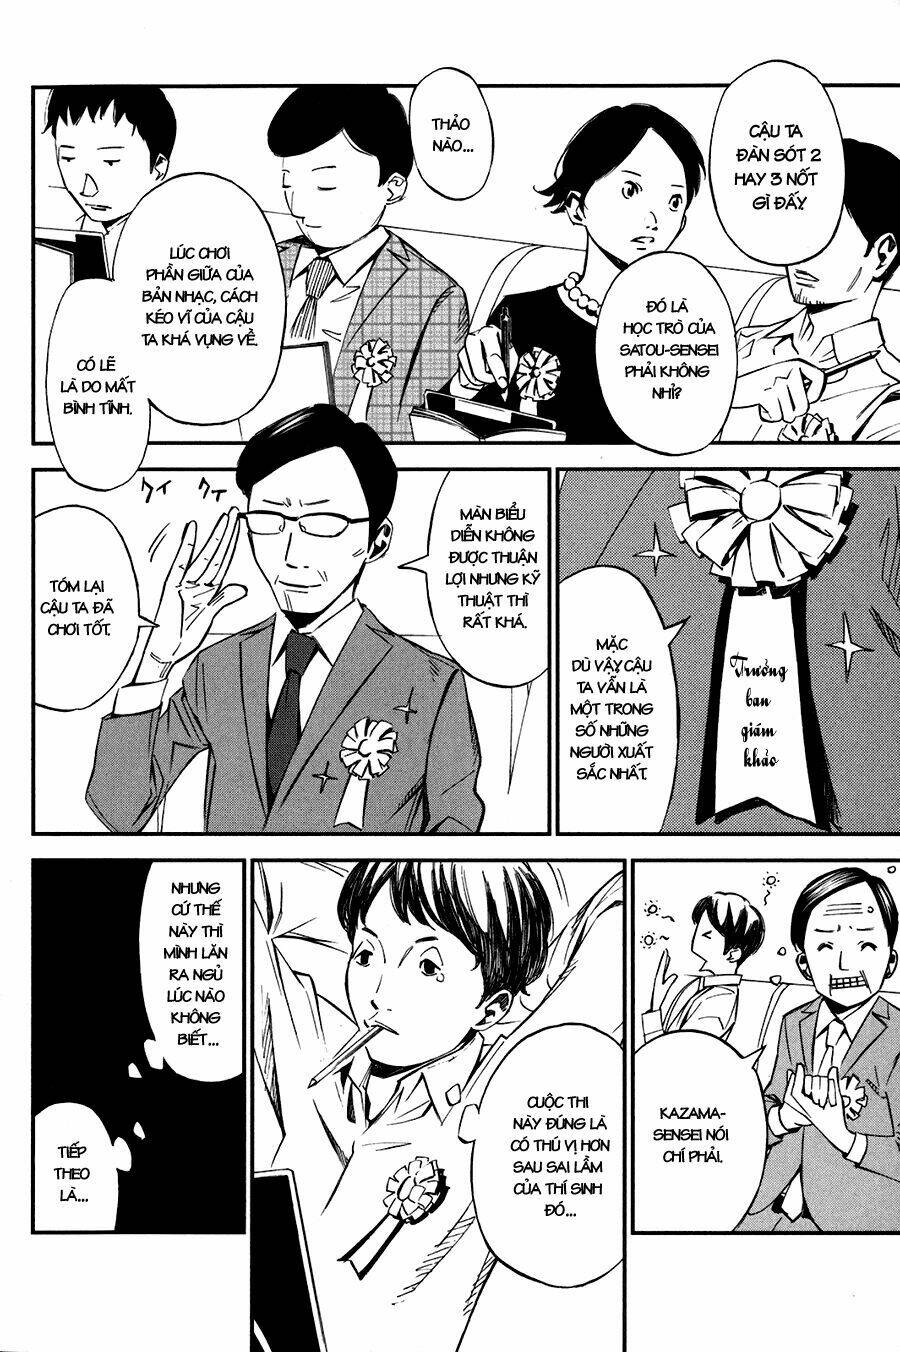 CẬU TA
ĐÀN SÓT 2
HAY 3 NỐT
GÌ ĐẤY.
ĐÓ LÀ
HỌC TRÒ CỦA
SATOU-SENSEI
PHẢI KHÔNG
NHỈ?
THẢO
NÀO...
LÚC CHƠI
PHẦN GIỮA CỦA
BẢN NHẠC, CÁCH
KÉO VĨ CỦA CẬU
TA KHÁ VỤNG VỀ.
CÓ LẼ
LÀ DO MẤT
BÌNH TĨNH.
Trưởng
ban
giám
khảo
MẶC
DÙ VẬY, CẬU
TA VẪN LÀ
MỘT TRONG
SỐ NHỮNG
NGƯỜI XUẤT
SẮC NHẤT.
MÀN BIỂU
DIỄN KHÔNG
ĐƯỢC THUẬN
LỢI NHƯNG KỸ
THUẬT THÌ
RẤT KHÁ.
クイ クイ
TÓM LẠI
CẬU TA ĐÃ
CHƠI TỐT.
KAZAMA-
SENSEI NÓI
CHÍ PHẢI.
CUỘC THI
NÀY ĐÚNG LÀ
CÓ THÚ VỊ HƠN
SAU SAI LẦM
CỦA THÍ SINH
ĐÓ...
NHƯNG
CỨ THẾ
NÀY THÌ
MÌNH LĂN
RA NGỦ
LÚC NÀO
KHÔNG
BIẾT...
TIẾP
THEO
LÀ...